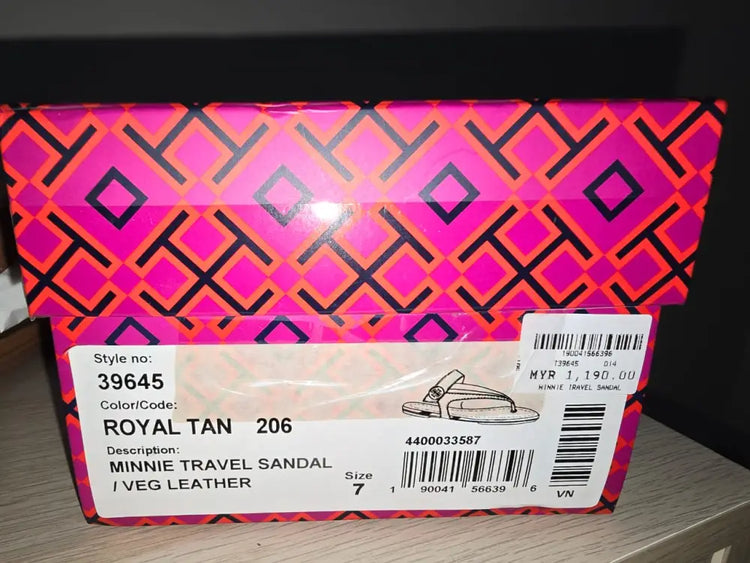 190041566396
T39645 014
MYR 1,190.00
MINNIE TRAVEL SANDAL
Style no:
39645
Color/Code:
ROYAL TAN 206
Description:
MINNIE TRAVEL SANDAL
/ VEG LEATHER
Size
7
4400033587
1 90041 56639 6
VN